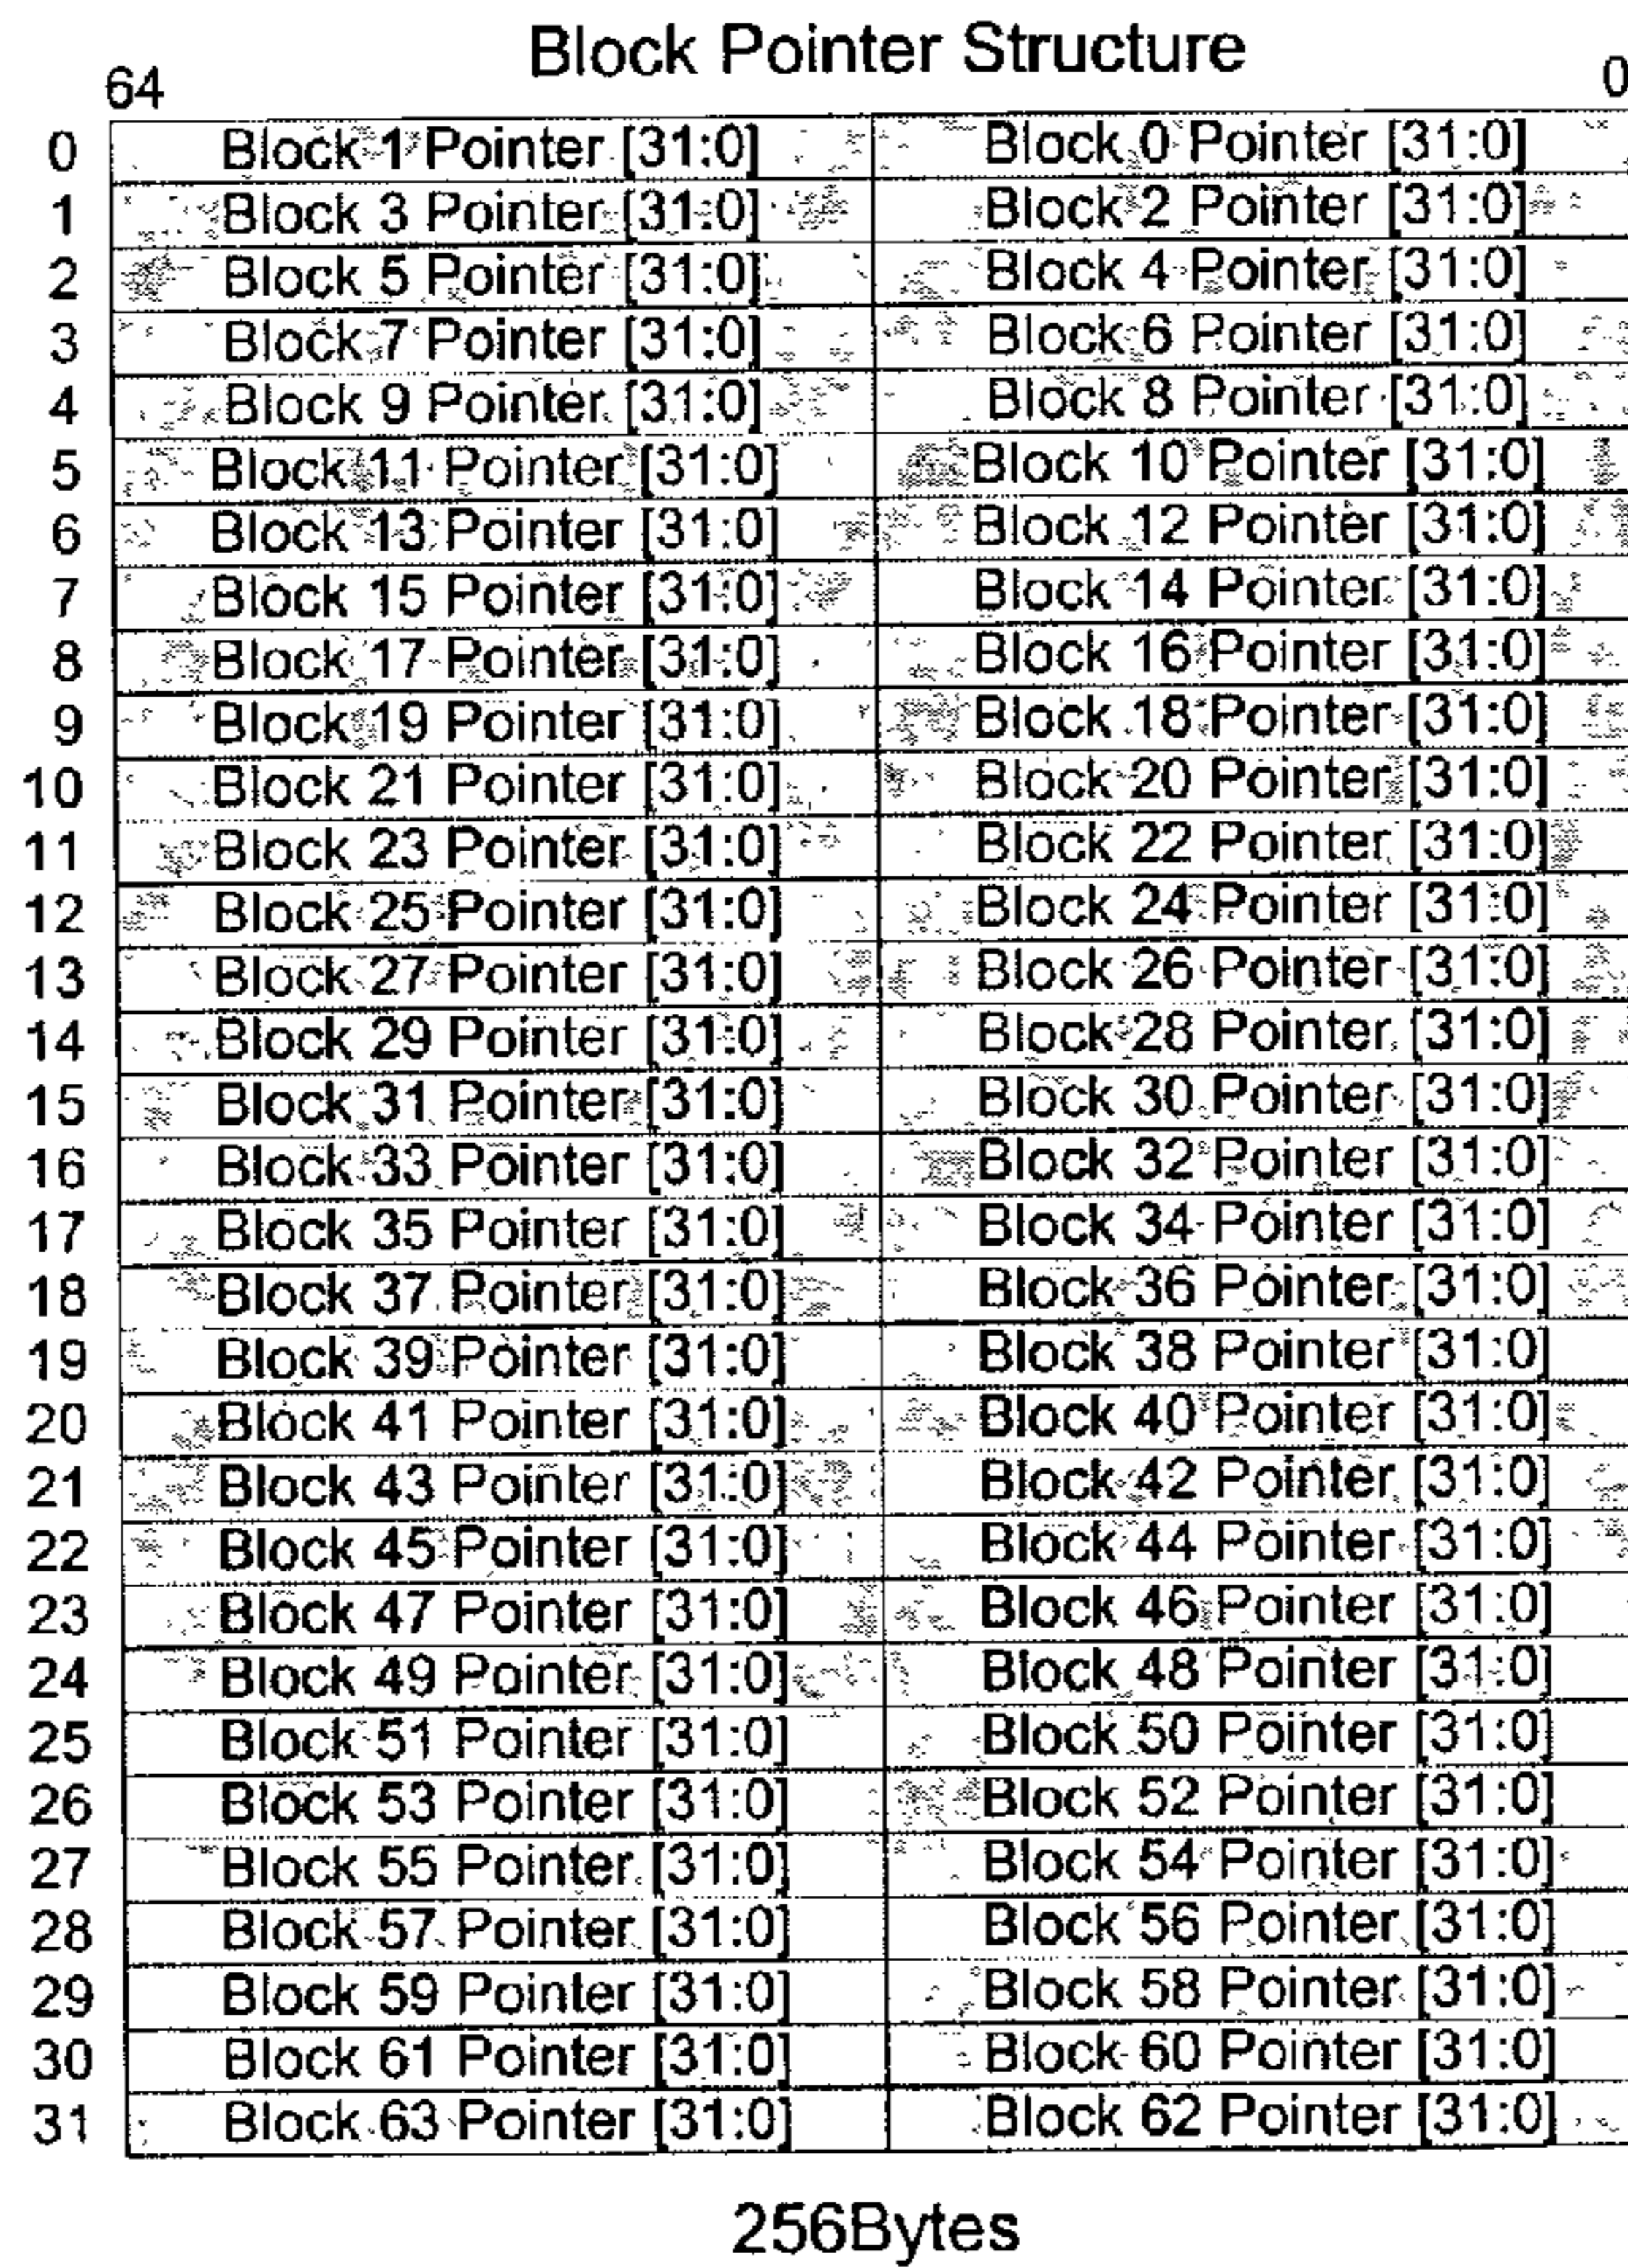 Block Pointer Structure
64 0
0 Block 1 Pointer [31:0] Block 0 Pointer [31:0]
1 Block 3 Pointer [31:0] Block 2 Pointer [31:0]
2 Block 5 Pointer [31:0] Block 4 Pointer [31:0]
3 Block 7 Pointer [31:0] Block 6 Pointer [31:0]
4 Block 9 Pointer [31:0] Block 8 Pointer [31:0]
5 Block 11 Pointer [31:0] Block 10 Pointer [31:0]
6 Block 13 Pointer [31:0] Block 12 Pointer [31:0]
7 Block 15 Pointer [31:0] Block 14 Pointer [31:0]
8 Block 17 Pointer [31:0] Block 16 Pointer [31:0]
9 Block 19 Pointer [31:0] Block 18 Pointer [31:0]
10 Block 21 Pointer [31:0] Block 20 Pointer [31:0]
11 Block 23 Pointer [31:0] Block 22 Pointer [31:0]
12 Block 25 Pointer [31:0] Block 24 Pointer [31:0]
13 Block 27 Pointer [31:0] Block 26 Pointer [31:0]
14 Block 29 Pointer [31:0] Block 28 Pointer [31:0]
15 Block 31 Pointer [31:0] Block 30 Pointer [31:0]
16 Block 33 Pointer [31:0] Block 32 Pointer [31:0]
17 Block 35 Pointer [31:0] Block 34 Pointer [31:0]
18 Block 37 Pointer [31:0] Block 36 Pointer [31:0]
19 Block 39 Pointer [31:0] Block 38 Pointer [31:0]
20 Block 41 Pointer [31:0] Block 40 Pointer [31:0]
21 Block 43 Pointer [31:0] Block 42 Pointer [31:0]
22 Block 45 Pointer [31:0] Block 44 Pointer [31:0]
23 Block 47 Pointer [31:0] Block 46 Pointer [31:0]
24 Block 49 Pointer [31:0] Block 48 Pointer [31:0]
25 Block 51 Pointer [31:0] Block 50 Pointer [31:0]
26 Block 53 Pointer [31:0] Block 52 Pointer [31:0]
27 Block 55 Pointer [31:0] Block 54 Pointer [31:0]
28 Block 57 Pointer [31:0] Block 56 Pointer [31:0]
29 Block 59 Pointer [31:0] Block 58 Pointer [31:0]
30 Block 61 Pointer [31:0] Block 60 Pointer [31:0]
31 Block 63 Pointer [31:0] Block 62 Pointer [31:0]
256Bytes